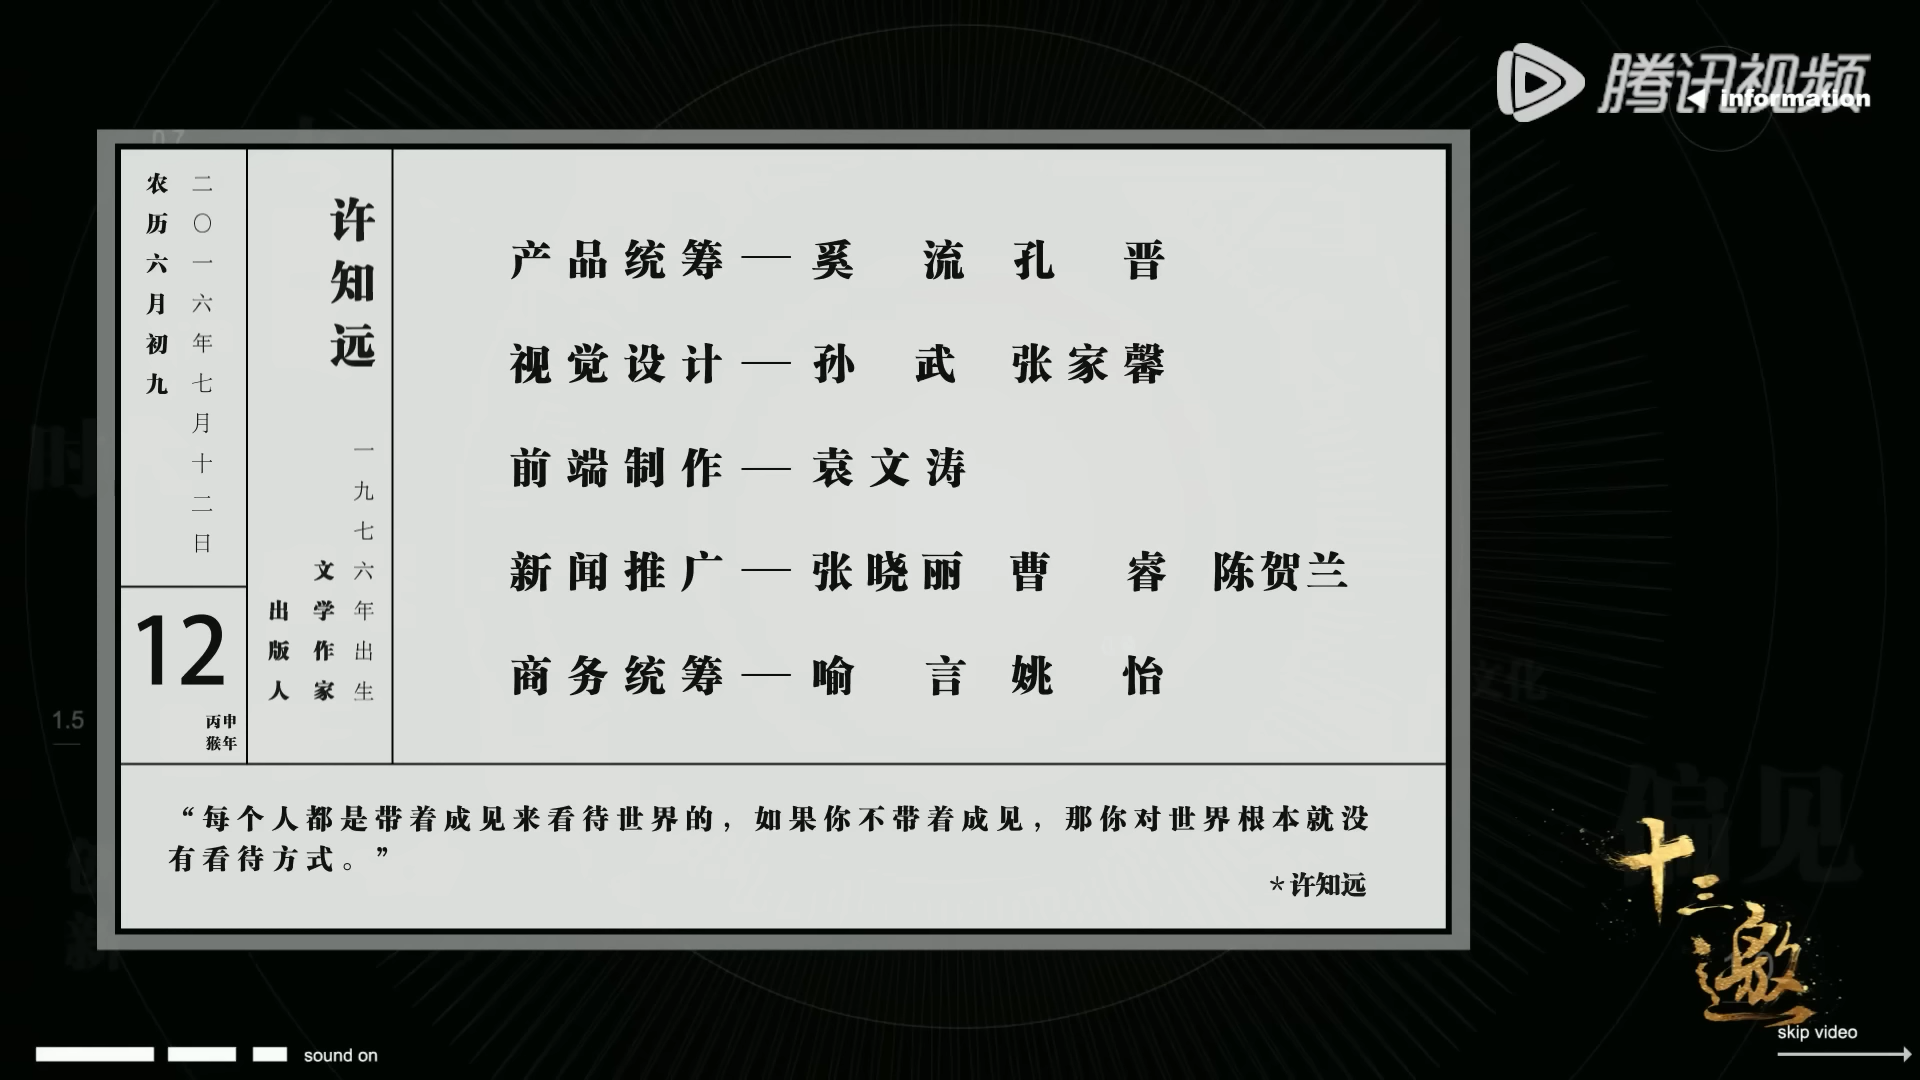 腾讯视频
information
07
农历六月初九
二〇一六年七月十二日
12
丙申
猴年
许知远
一九七六年出生
文学作家
出版人
产品统筹—奚 流 孔 晋
视觉设计—孙 武 张家馨
前端制作—袁文涛
新闻推广—张晓丽 曹 睿 陈贺兰
商务统筹—喻 言 姚 怡
“每个人都是带着成见来看待世界的，如果你不带着成见，那你对世界根本就没
有看待方式。”
*许知远
1.5
文化
偏见
十三邀
skip video
sound on